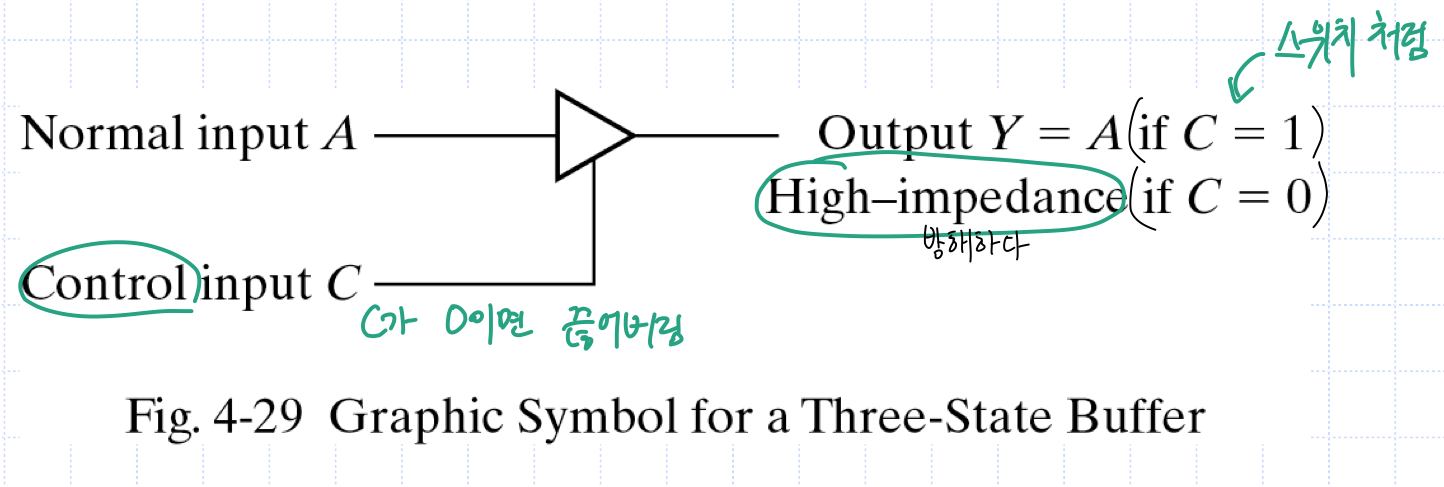 스위치 처럼
Normal input A
Output Y = A(if C = 1)
High–impedance(if C = 0)
방해하다
Control input C
C가 0이면 끊어버림
Fig. 4-29 Graphic Symbol for a Three-State Buffer